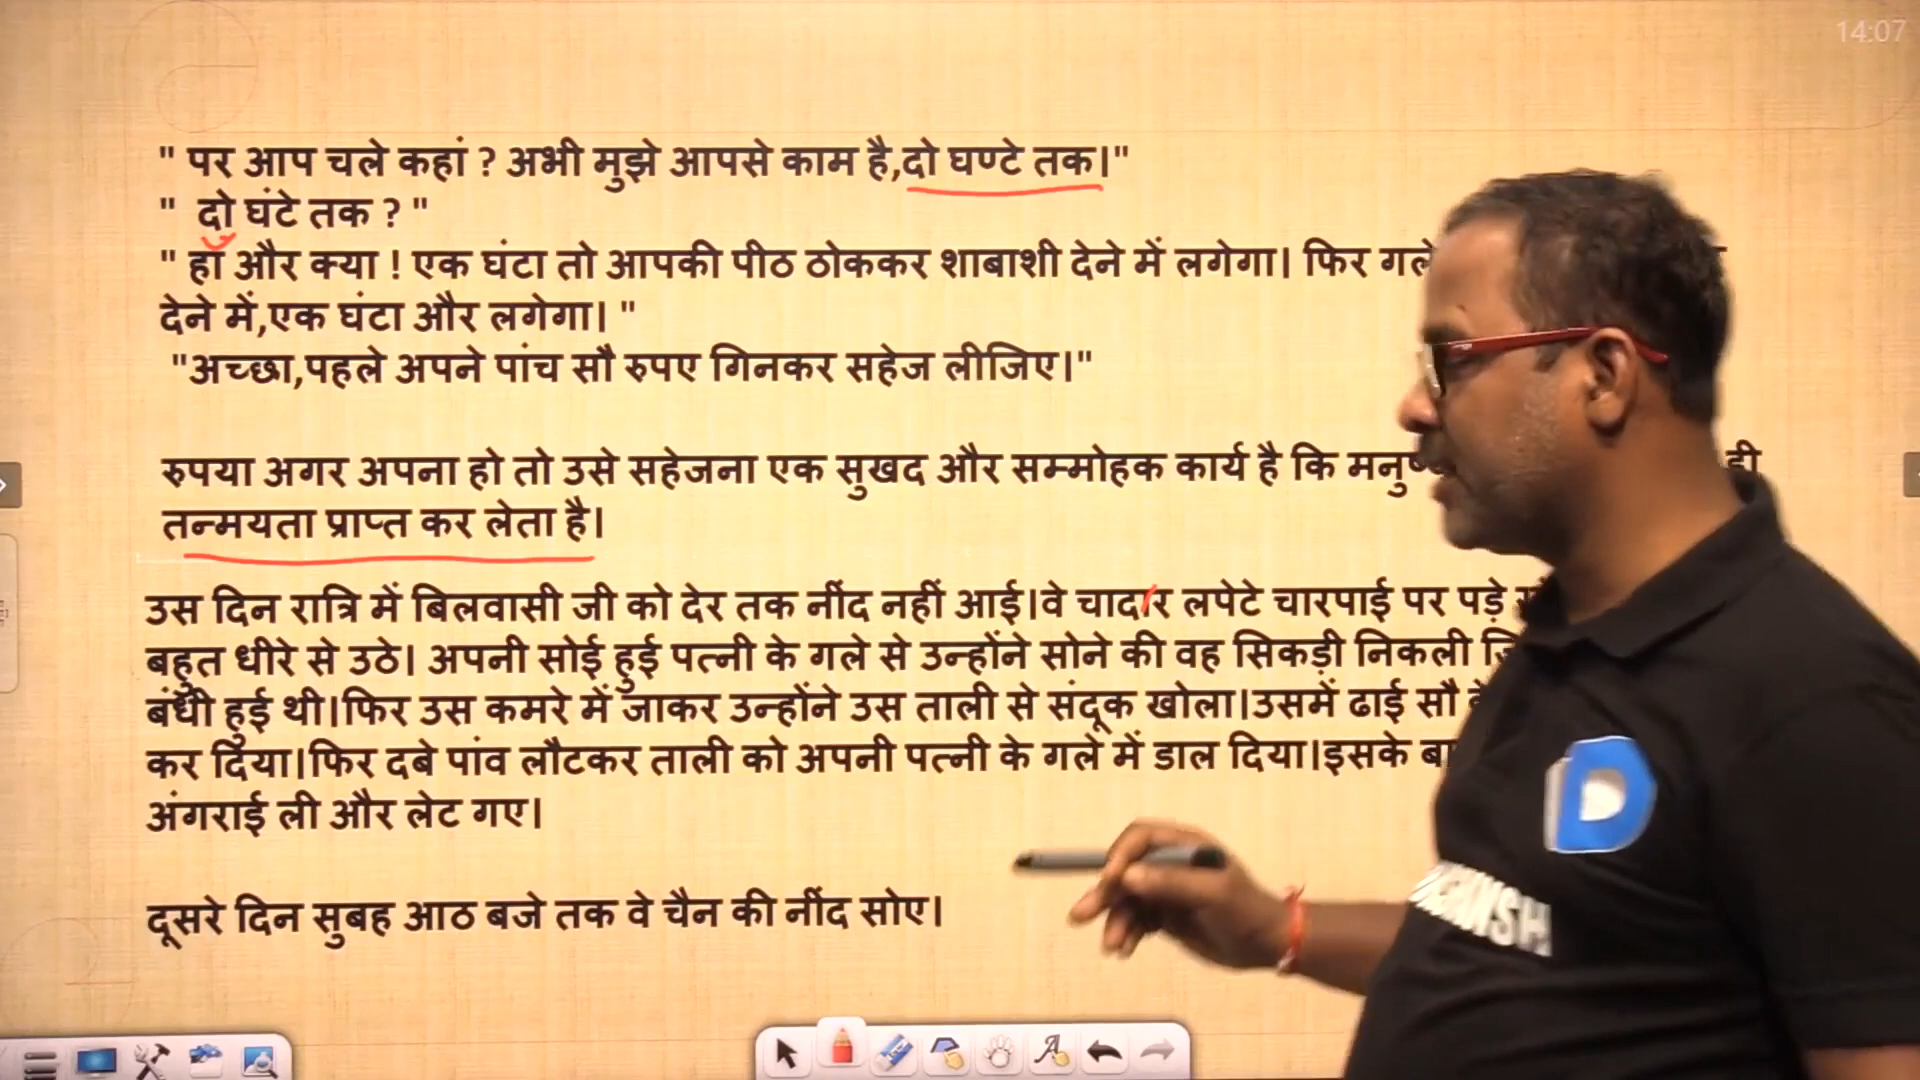 14:07
" पर आप चले कहां ? अभी मुझे आपसे काम है,दो घण्टे तक।"
" दो घंटे तक ? "
" हाँ और क्या ! एक घंटा तो आपकी पीठ ठोककर शाबाशी देने में लगेगा। फिर गले
देने में,एक घंटा और लगेगा। "
"अच्छा,पहले अपने पांच सौ रुपए गिनकर सहेज लीजिए।"
रुपया अगर अपना हो तो उसे सहेजना एक सुखद और सम्मोहक कार्य है कि ही
तन्मयता प्राप्त कर लेता है।
उस दिन रात्रि में बिलवासी जी को देर तक नींद नहीं आई।वे चादार लपेटे चारपाई पर पड़े
बहुत धीरे से उठे। अपनी सोई हुई पत्नी के गले से उन्होंने सोने की वह सिकड़ी निकली
बंधी हुई थी।फिर उस कमरे में जाकर उन्होंने उस ताली से संदूक खोला।उसमें ढाई सौ
कर दिया।फिर दबे पांव लौटकर ताली को अपनी पत्नी के गले में डाल दिया।इसके
अंगराई ली और लेट गए।
दूसरे दिन सुबह आठ बजे तक वे चैन की नींद सोए।